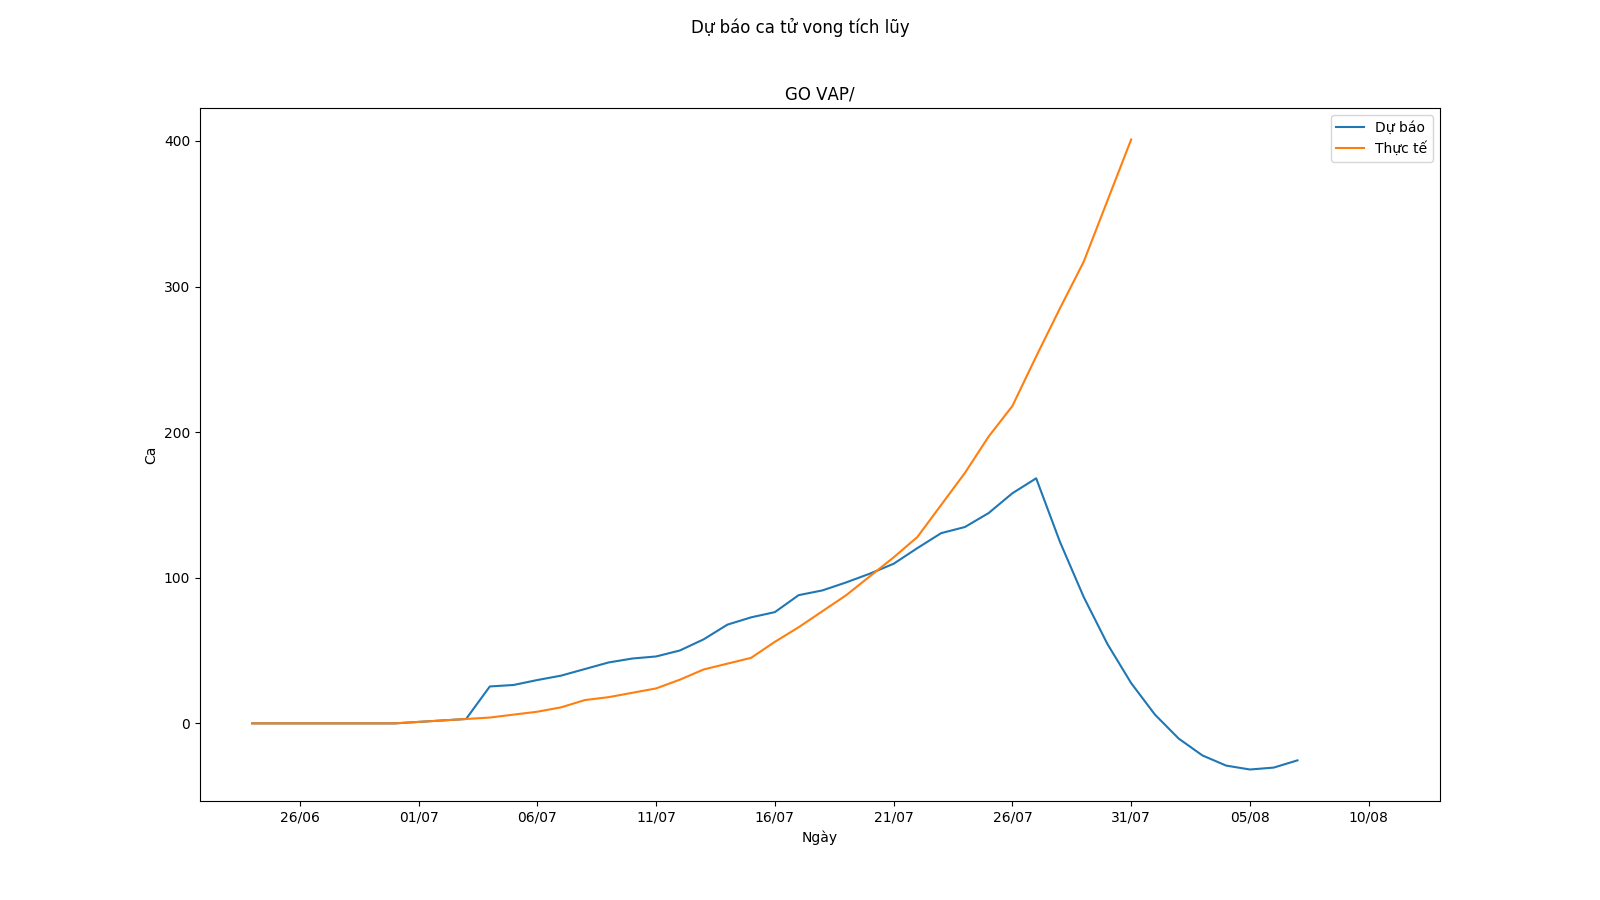 Dự báo ca tử vong tích lũy
GO VAP/
Dự báo
Thực tế
400
300
200
100
0
Ca
26/06 01/07 06/07 11/07 16/07 21/07 26/07 31/07 05/08 10/08
Ngày